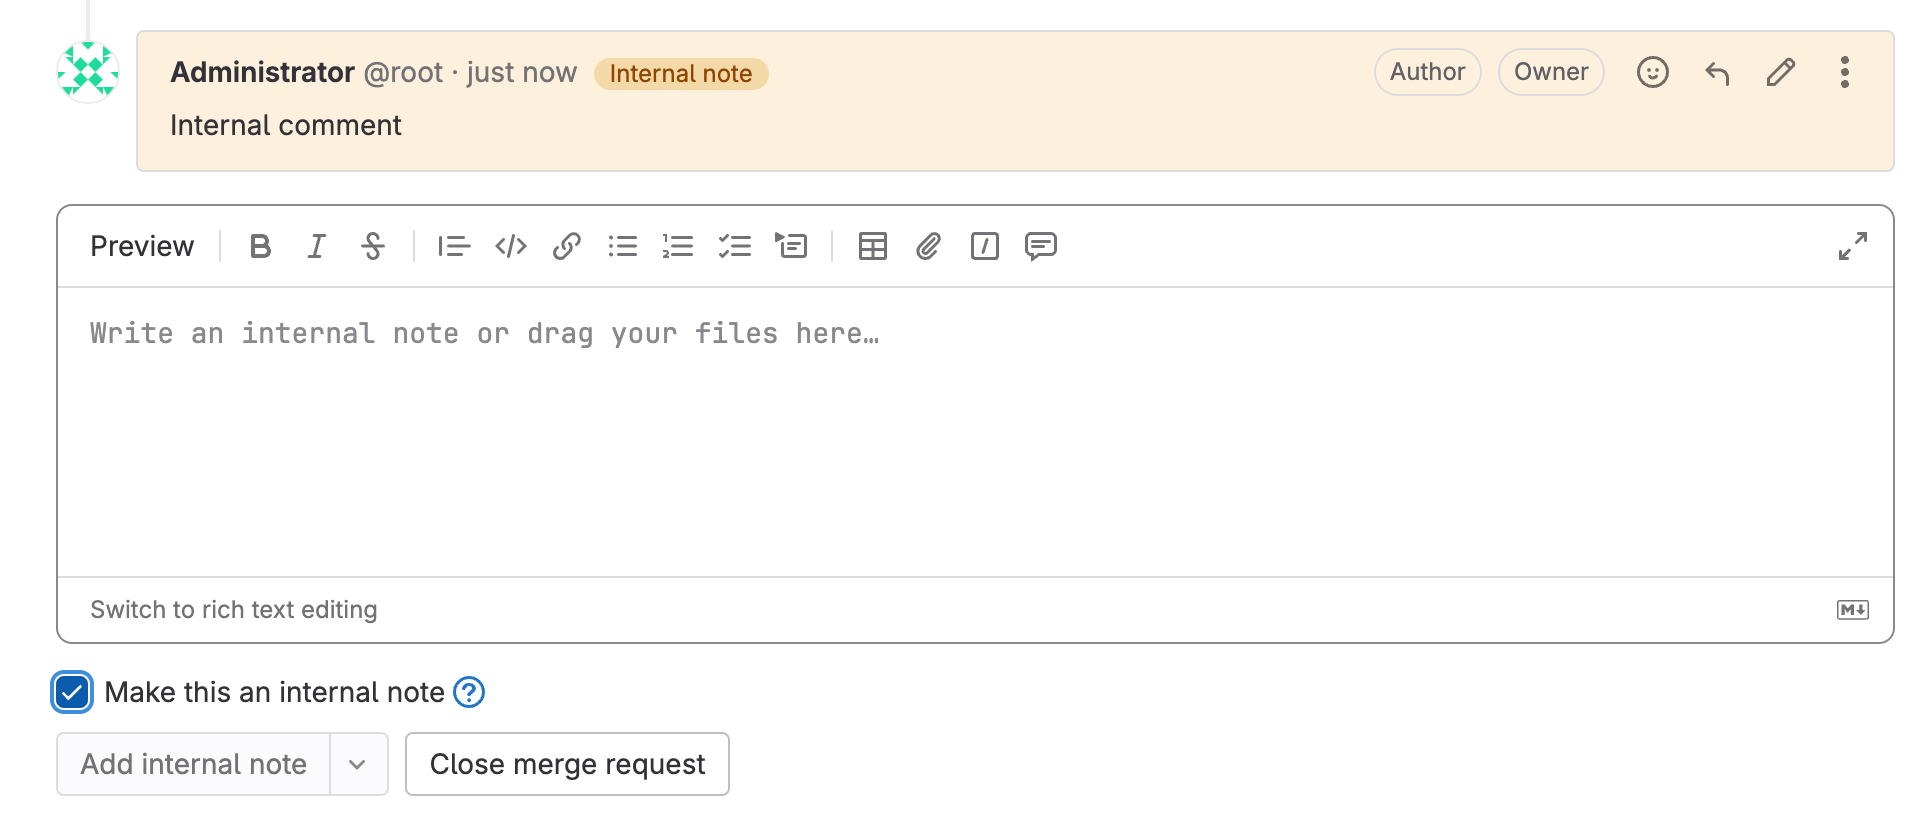 Administrator @root · just now Internal note Author Owner
Internal comment
Preview
Write an internal note or drag your files here…
Switch to rich text editing
Make this an internal note
Add internal note Close merge request